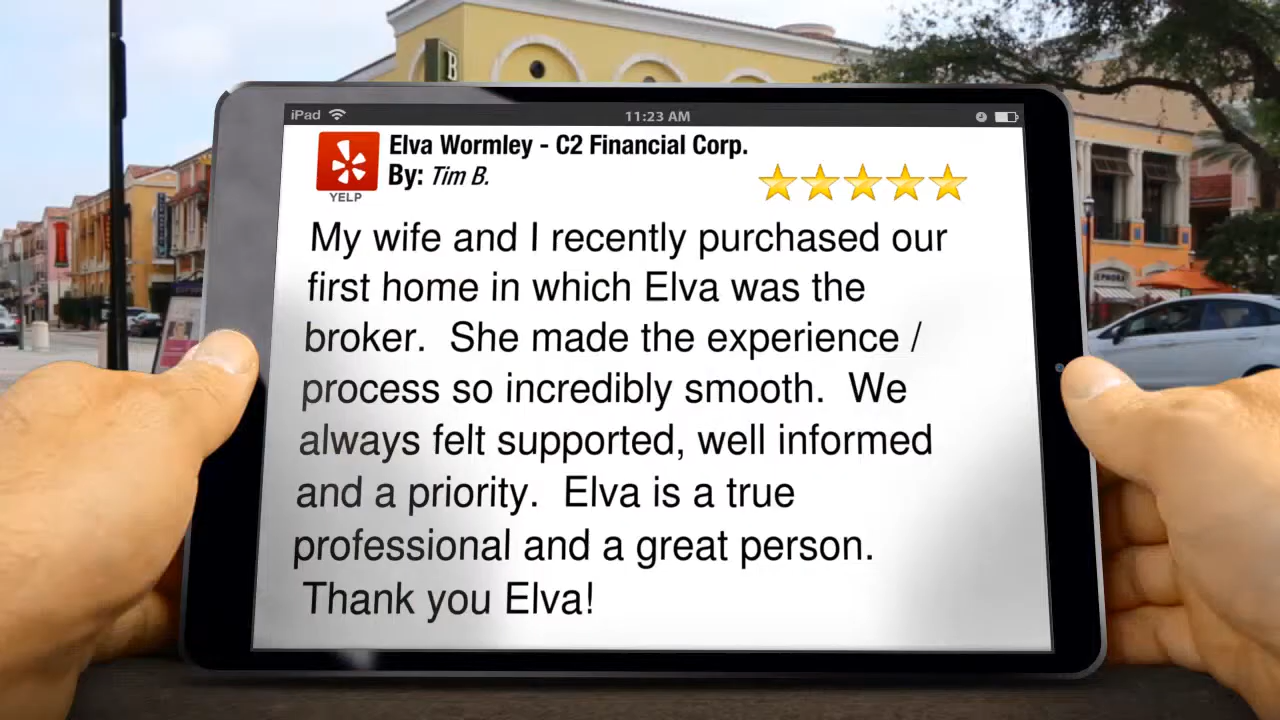 B
iPad 11:23 AM
Elva Wormley - C2 Financial Corp.
By: Tim B.
YELP
My wife and I recently purchased our
first home in which Elva was the
broker.  She made the experience /
process so incredibly smooth.  We
always felt supported, well informed
and a priority.  Elva is a true
professional and a great person.
Thank you Elva!
SEPHORA